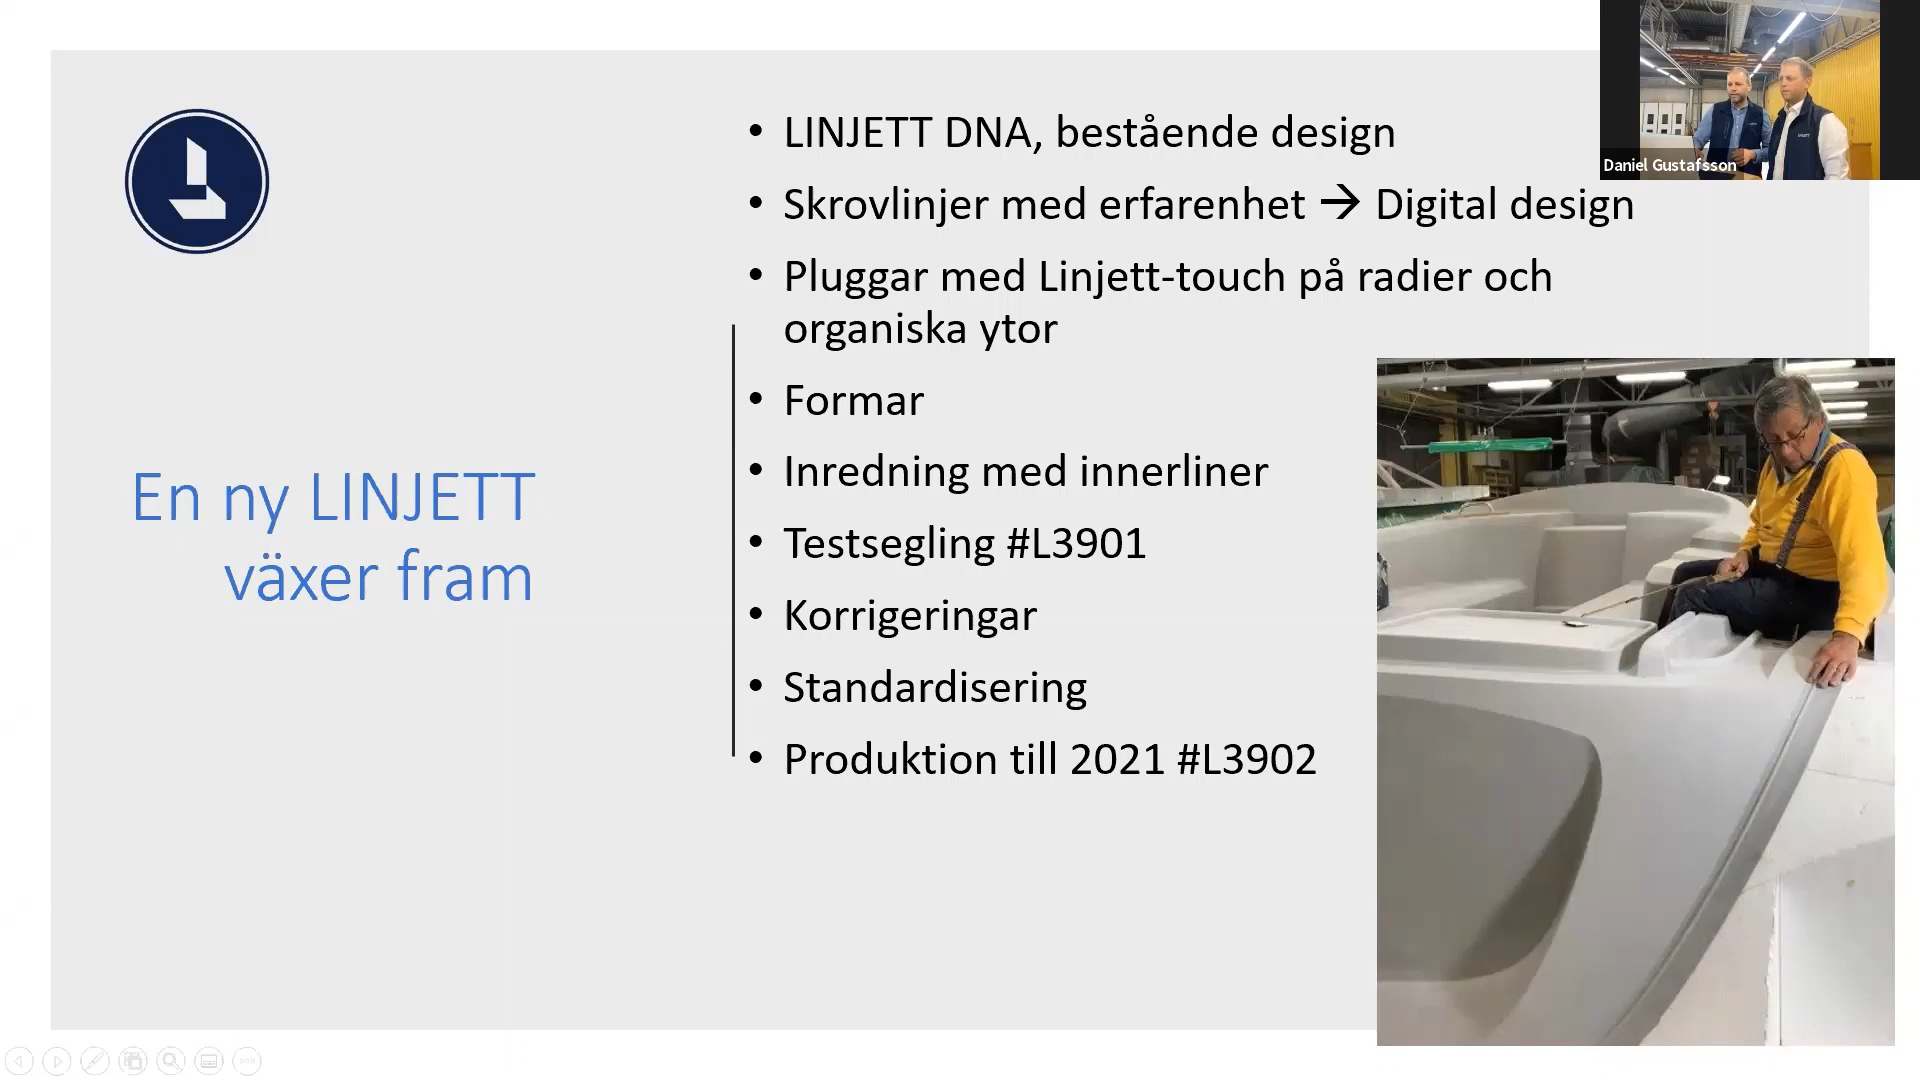 En ny LINJETT
växer fram
• LINJETT DNA, bestående design
• Skrovlinjer med erfarenhet → Digital design
• Pluggar med Linjett-touch på radier och
organiska ytor
• Formar
• Inredning med innerliner
• Testsegling #L3901
• Korrigeringar
• Standardisering
• Produktion till 2021 #L3902
Daniel Gustafsson